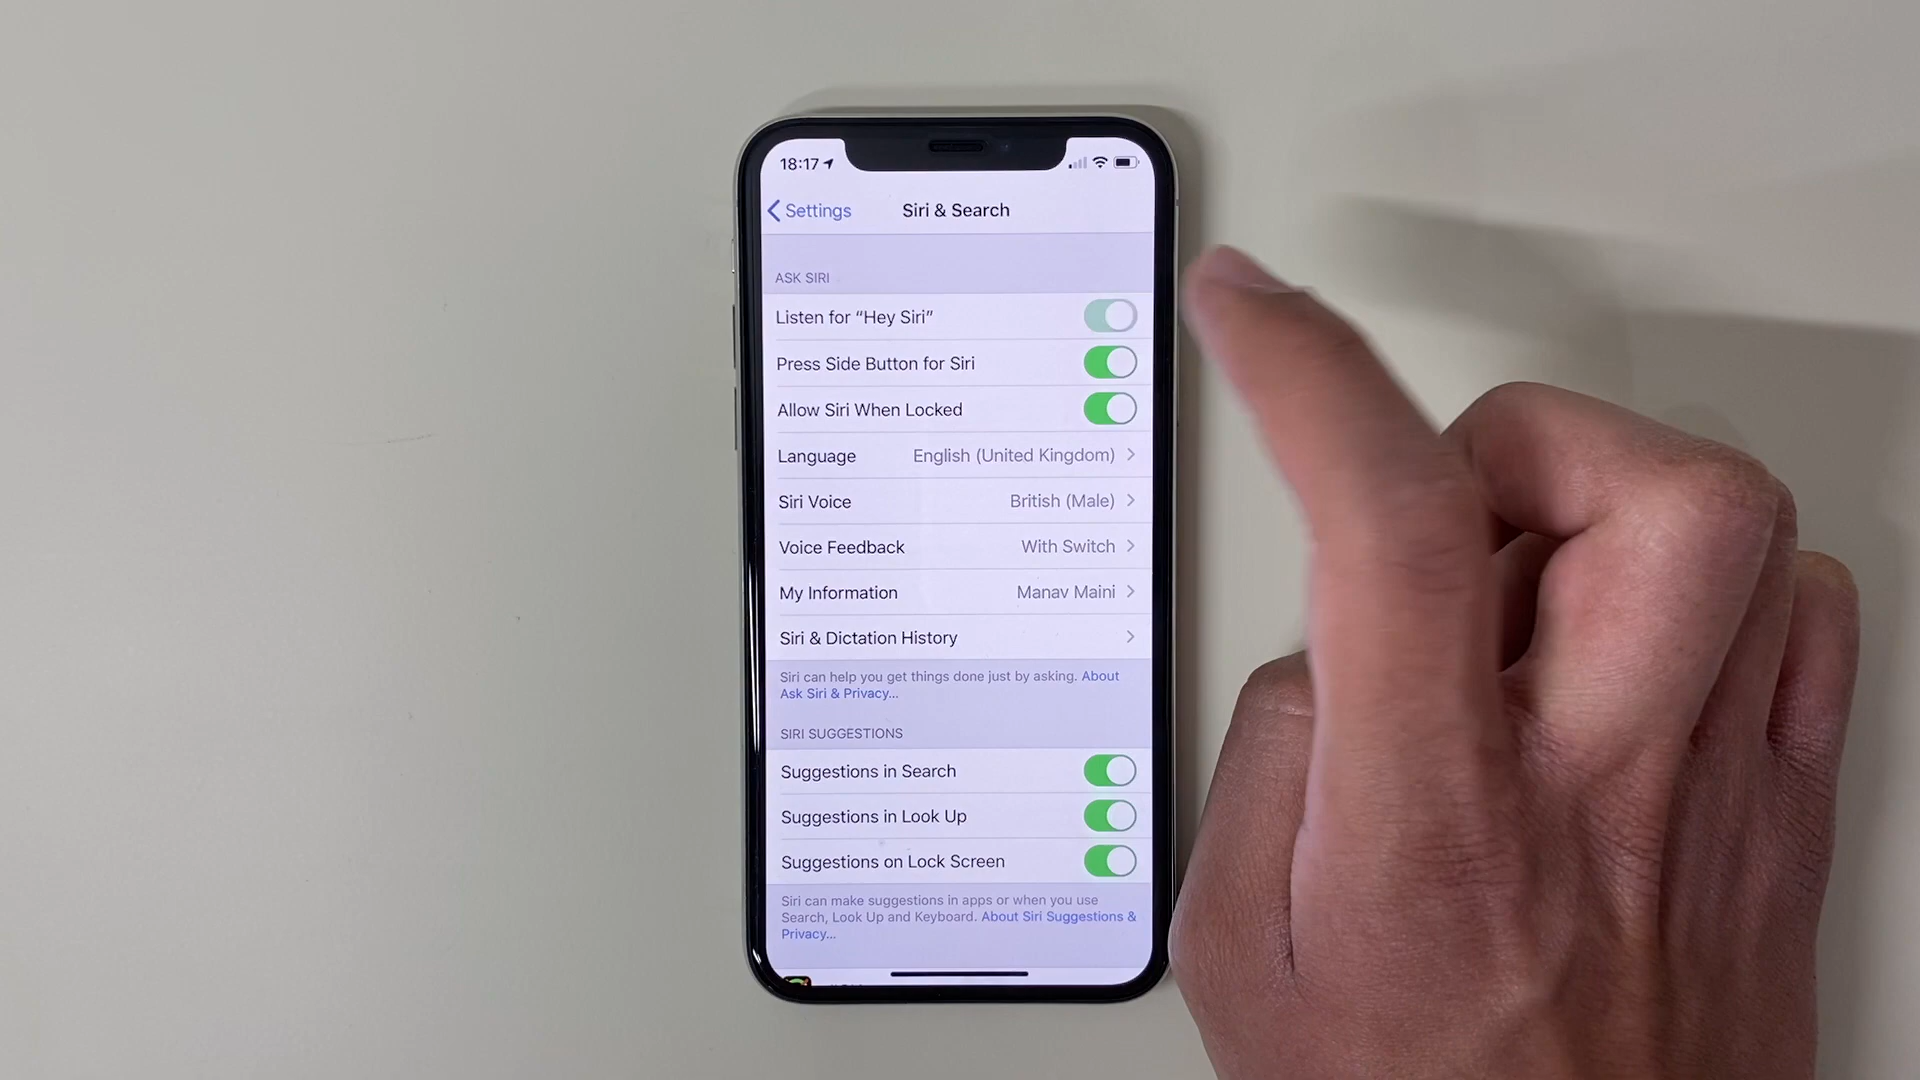 18:17
Settings
Siri & Search
ASK SIRI
Listen for “Hey Siri”
Press Side Button for Siri
Allow Siri When Locked
Language English (United Kingdom)
Siri Voice British (Male)
Voice Feedback With Switch
My Information Manav Maini
Siri & Dictation History
Siri can help you get things done just by asking. About
Ask Siri & Privacy...
SIRI SUGGESTIONS
Suggestions in Search
Suggestions in Look Up
Suggestions on Lock Screen
Siri can make suggestions in apps or when you use
Search, Look Up and Keyboard. About Siri Suggestions &
Privacy...